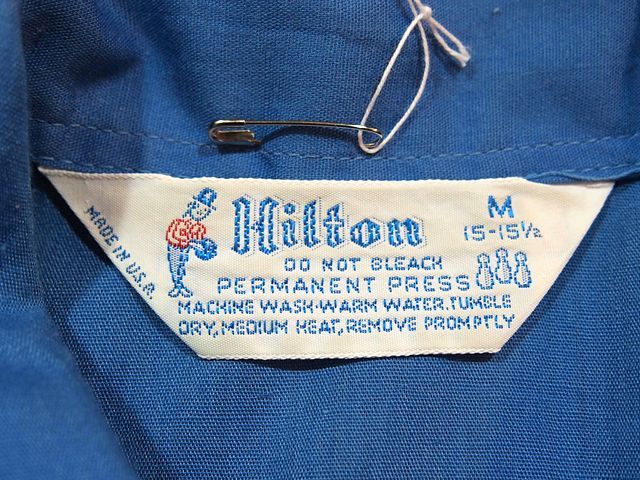 MADE IN U.S.A.
Hilton
M
15-15½
DO NOT BLEACH
PERMANENT PRESS
MACHINE WASH·WARM WATER.TUMBLE
DRY, MEDIUM HEAT, REMOVE PROMPTLY